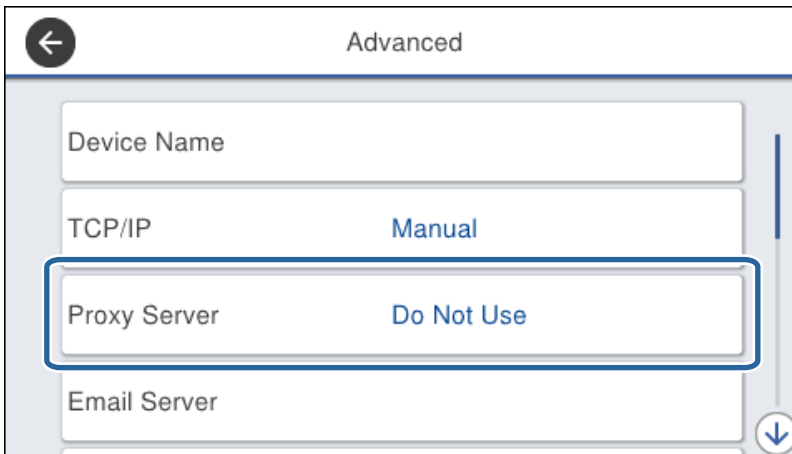 Advanced
Device Name
TCP/IP Manual
Proxy Server Do Not Use
Email Server